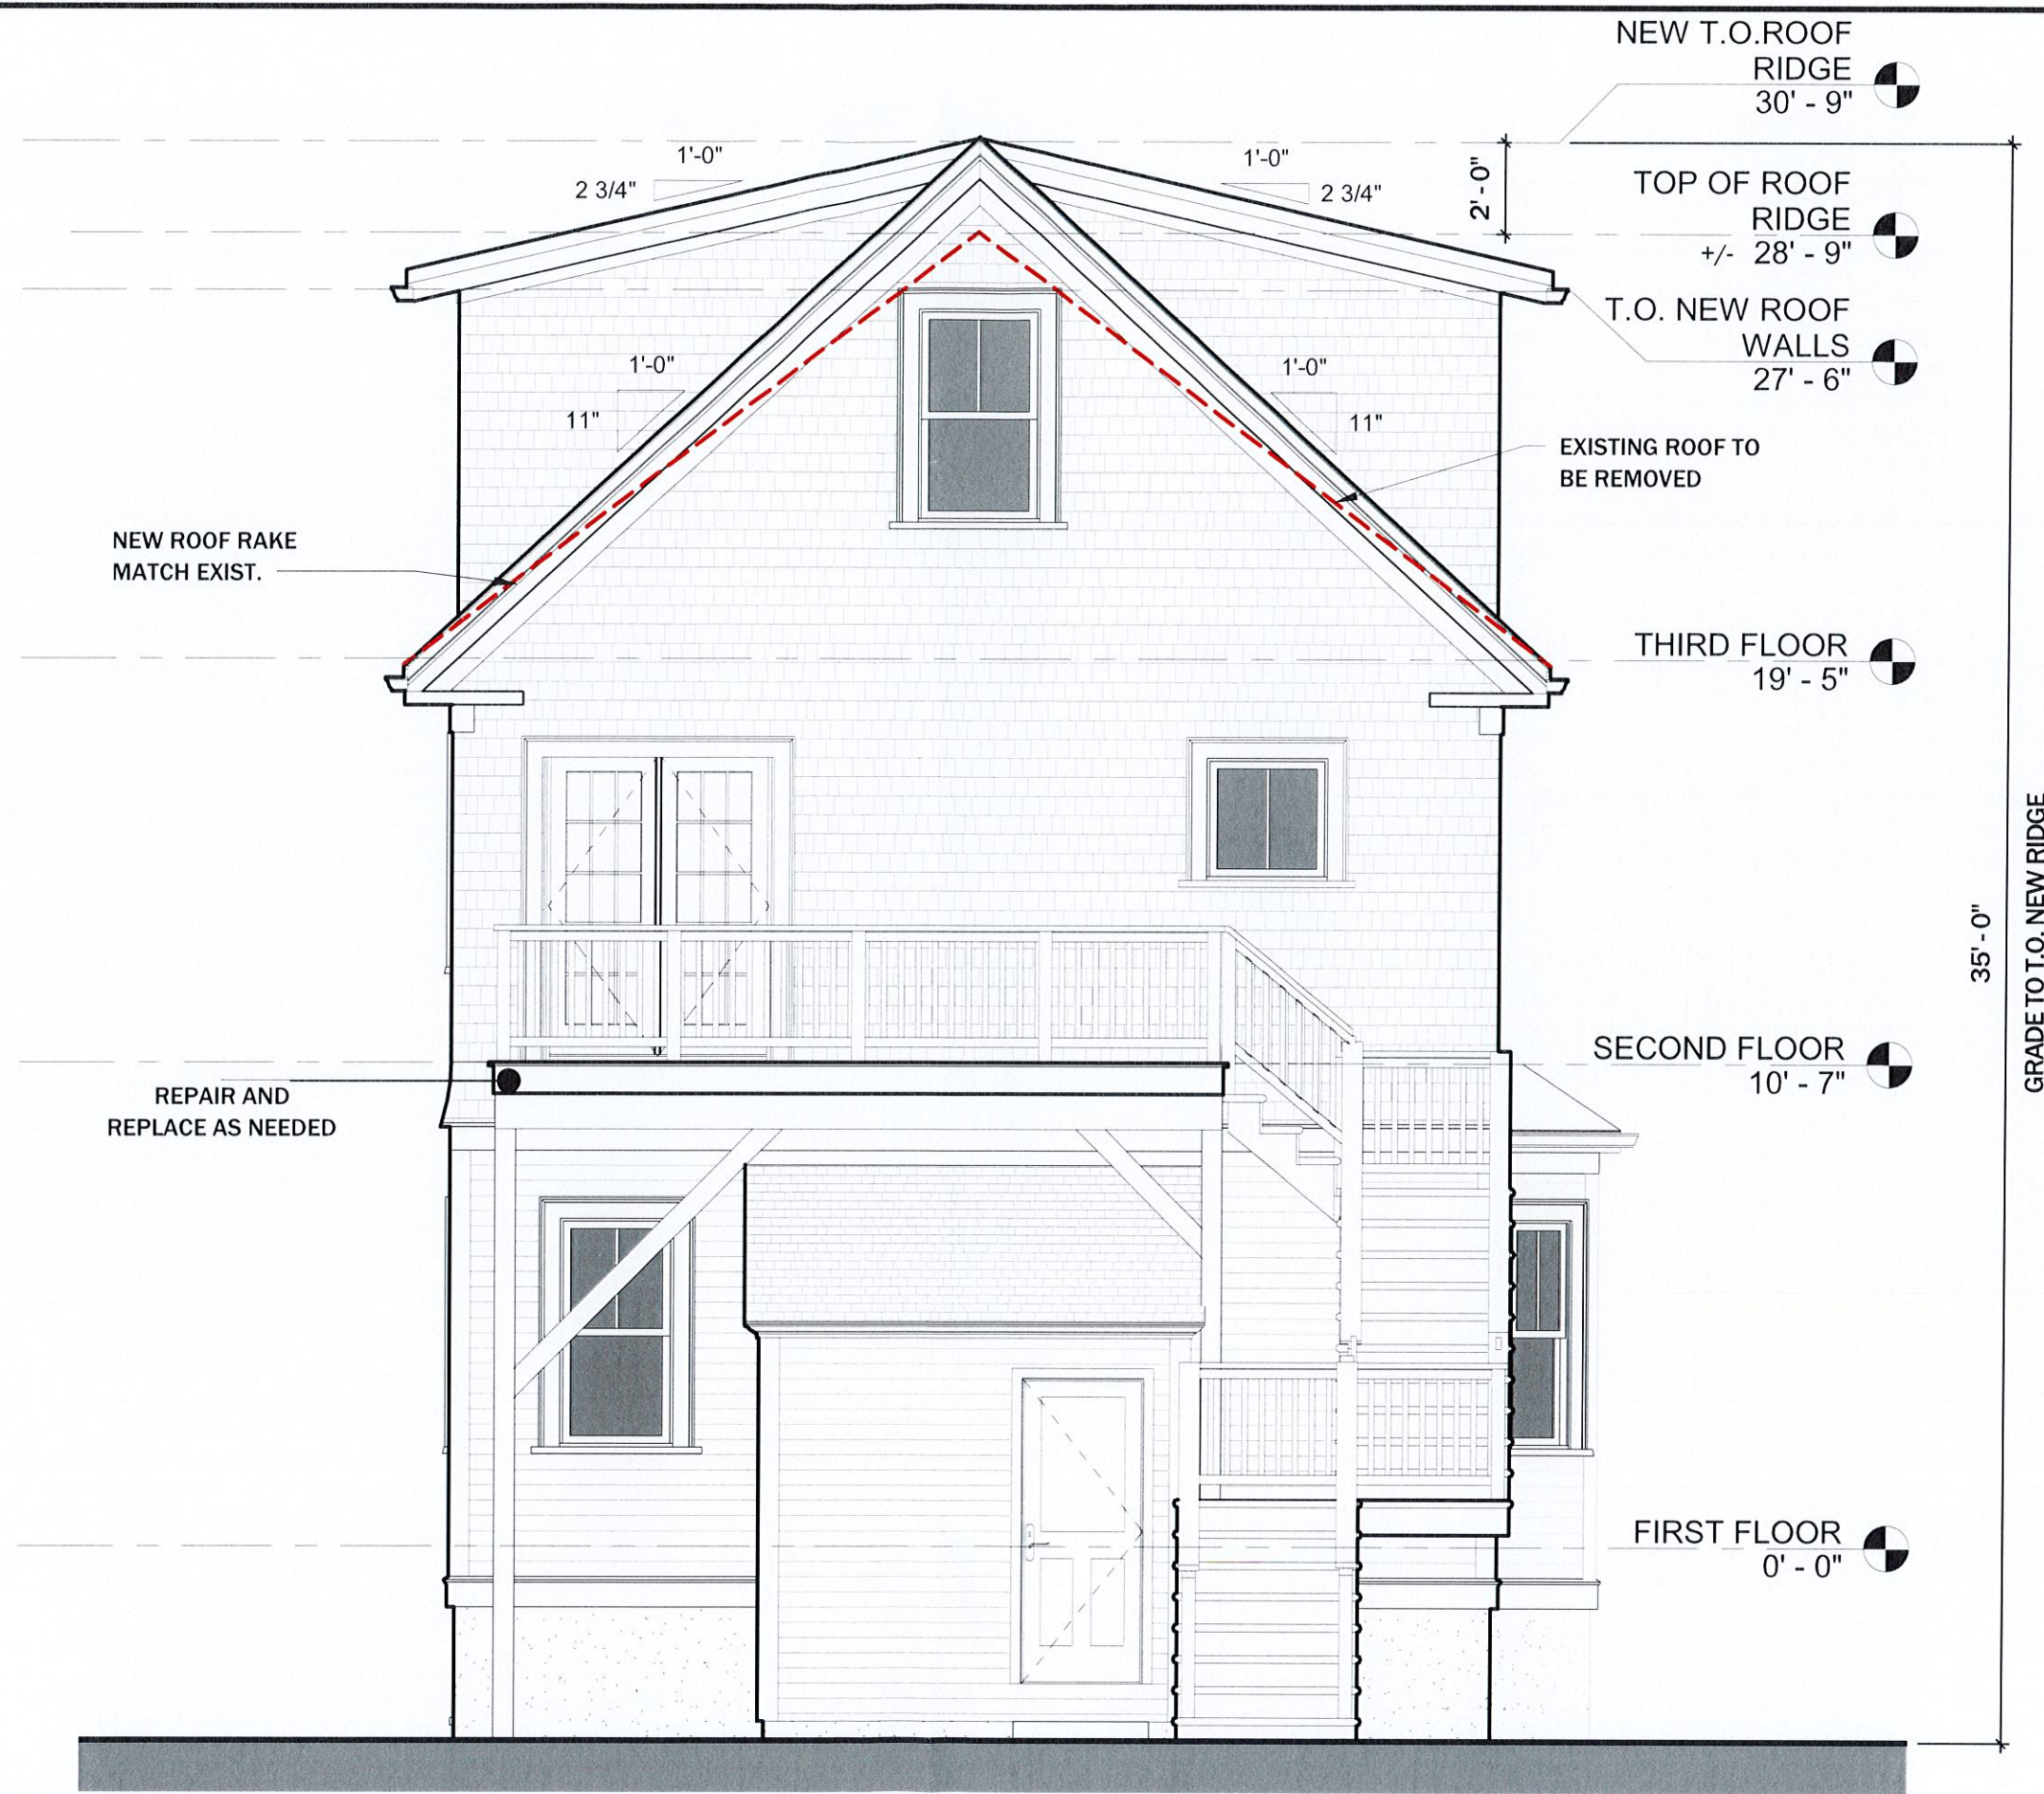 NEW T.O.ROOF
RIDGE
30' - 9"
1'-0"
2 3/4"
1'-0"
2 3/4"
2'-0"
TOP OF ROOF
RIDGE
+/- 28' - 9"
T.O. NEW ROOF
WALLS
27' - 6"
1'-0"
11"
1'-0"
11"
EXISTING ROOF TO
BE REMOVED
NEW ROOF RAKE
MATCH EXIST.
THIRD FLOOR
19' - 5"
35'-0"
GRADE TO T.O. NEW RIDGE
SECOND FLOOR
10' - 7"
REPAIR AND
REPLACE AS NEEDED
FIRST FLOOR
0' - 0"